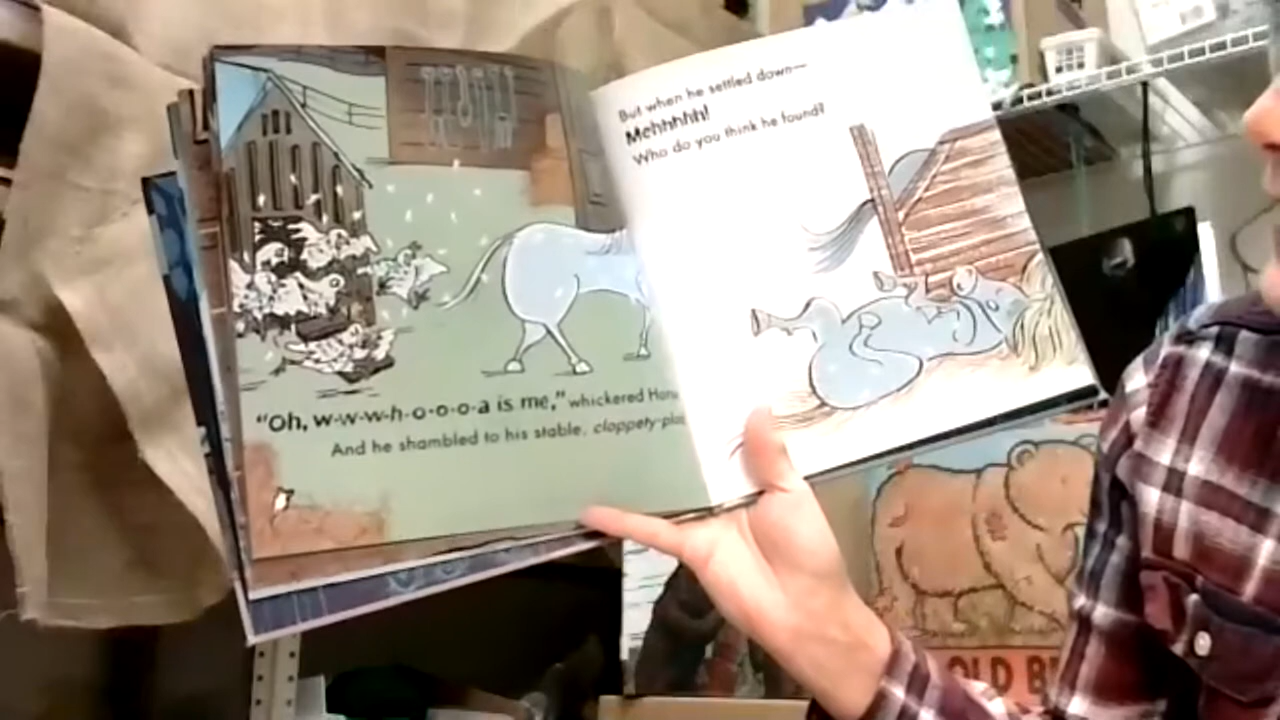 "Oh, w-w-w-h-o-o-o-a is me," whickered
And he shambled to his stable,
But when he settled down—
Mehhhhh!
Who do you think he found?
OLD